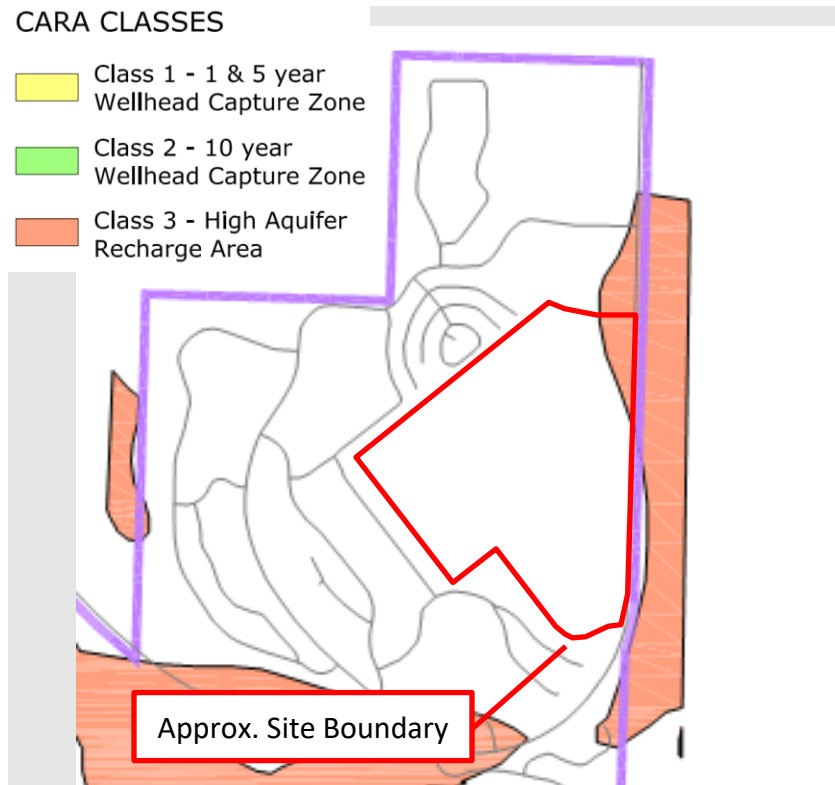 CARA CLASSES
Class 1 - 1 & 5 year
Wellhead Capture Zone
Class 2 - 10 year
Wellhead Capture Zone
Class 3 - High Aquifer
Recharge Area
Approx. Site Boundary